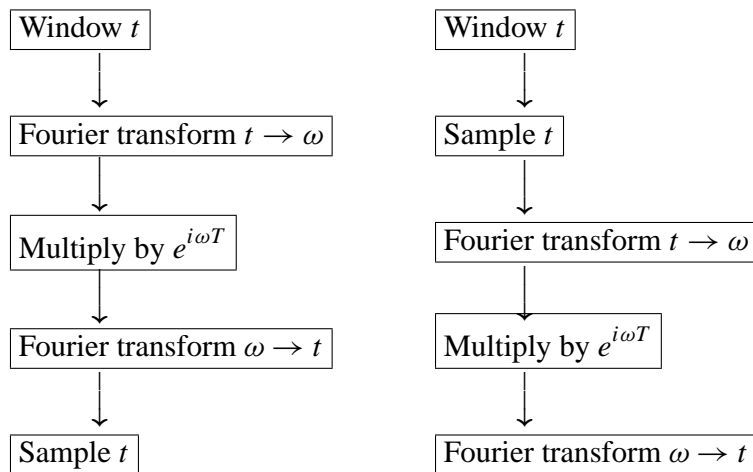 Window t
Fourier transform t → ω
Multiply by e^{iωT}
Fourier transform ω → t
Sample t
Window t
Sample t
Fourier transform t → ω
Multiply by e^{iωT}
Fourier transform ω → t